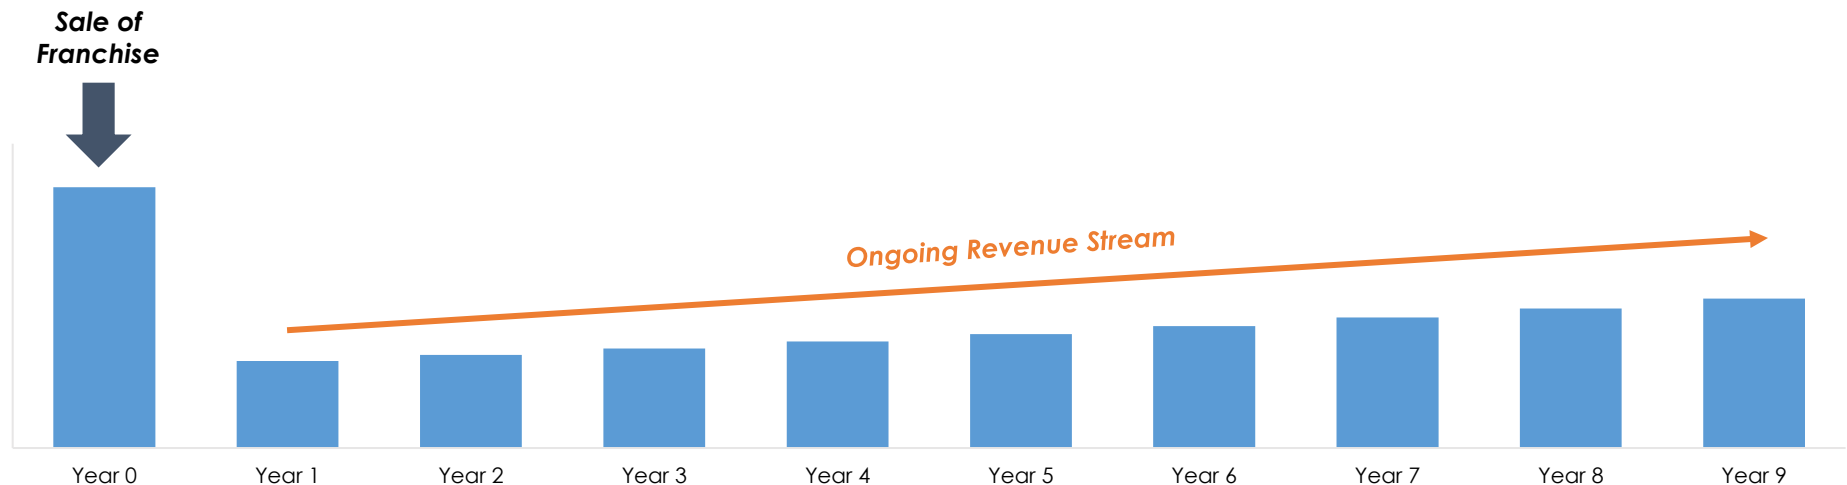 Sale of
Franchise
Ongoing Revenue Stream
Year 0
Year 1
Year 2
Year 3
Year 4
Year 5
Year 6
Year 7
Year 8
Year 9